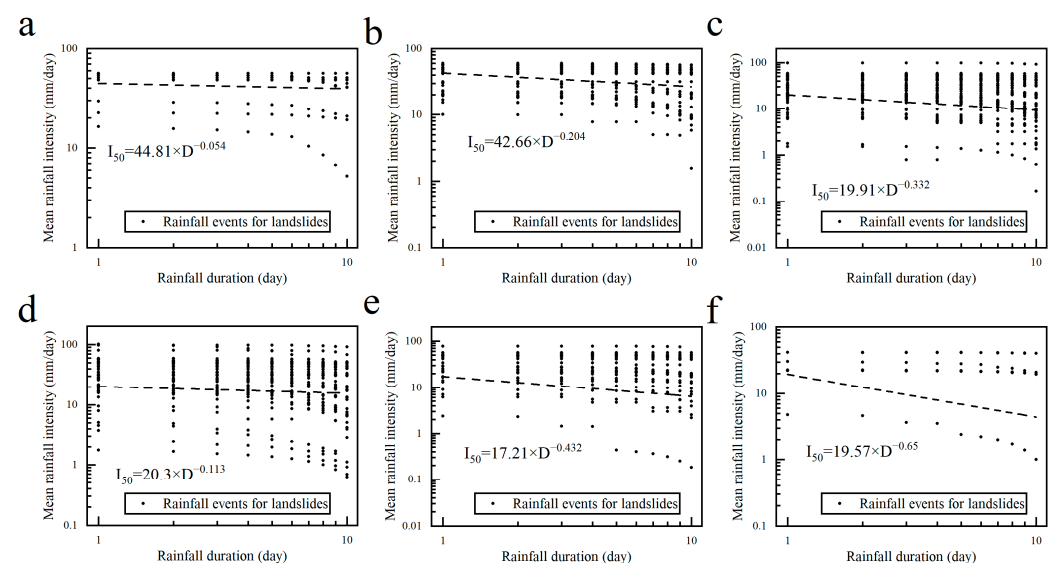 a
Mean rainfall intensity (mm/day)
100
10
1
I50=44.81×D−0.054
Rainfall events for landslides
1
10
Rainfall duration (day)
b
Mean rainfall intensity (mm/day)
100
10
1
0.1
I50=42.66×D−0.204
Rainfall events for landslides
1
10
Rainfall duration (day)
c
Mean rainfall intensity (mm/day)
100
10
1
0.1
0.01
I50=19.91×D−0.332
Rainfall events for landslides
1
10
Rainfall duration (day)
d
Mean rainfall intensity (mm/day)
100
10
1
0.1
I50=20.3×D−0.113
Rainfall events for landslides
1
10
Rainfall duration (day)
e
Mean rainfall intensity (mm/day)
100
10
1
0.1
0.01
I50=17.21×D−0.432
Rainfall events for landslides
1
10
Rainfall duration (day)
f
Mean rainfall intensity (mm/day)
100
10
1
0.1
I50=19.57×D−0.65
Rainfall events for landslides
1
10
Rainfall duration (day)